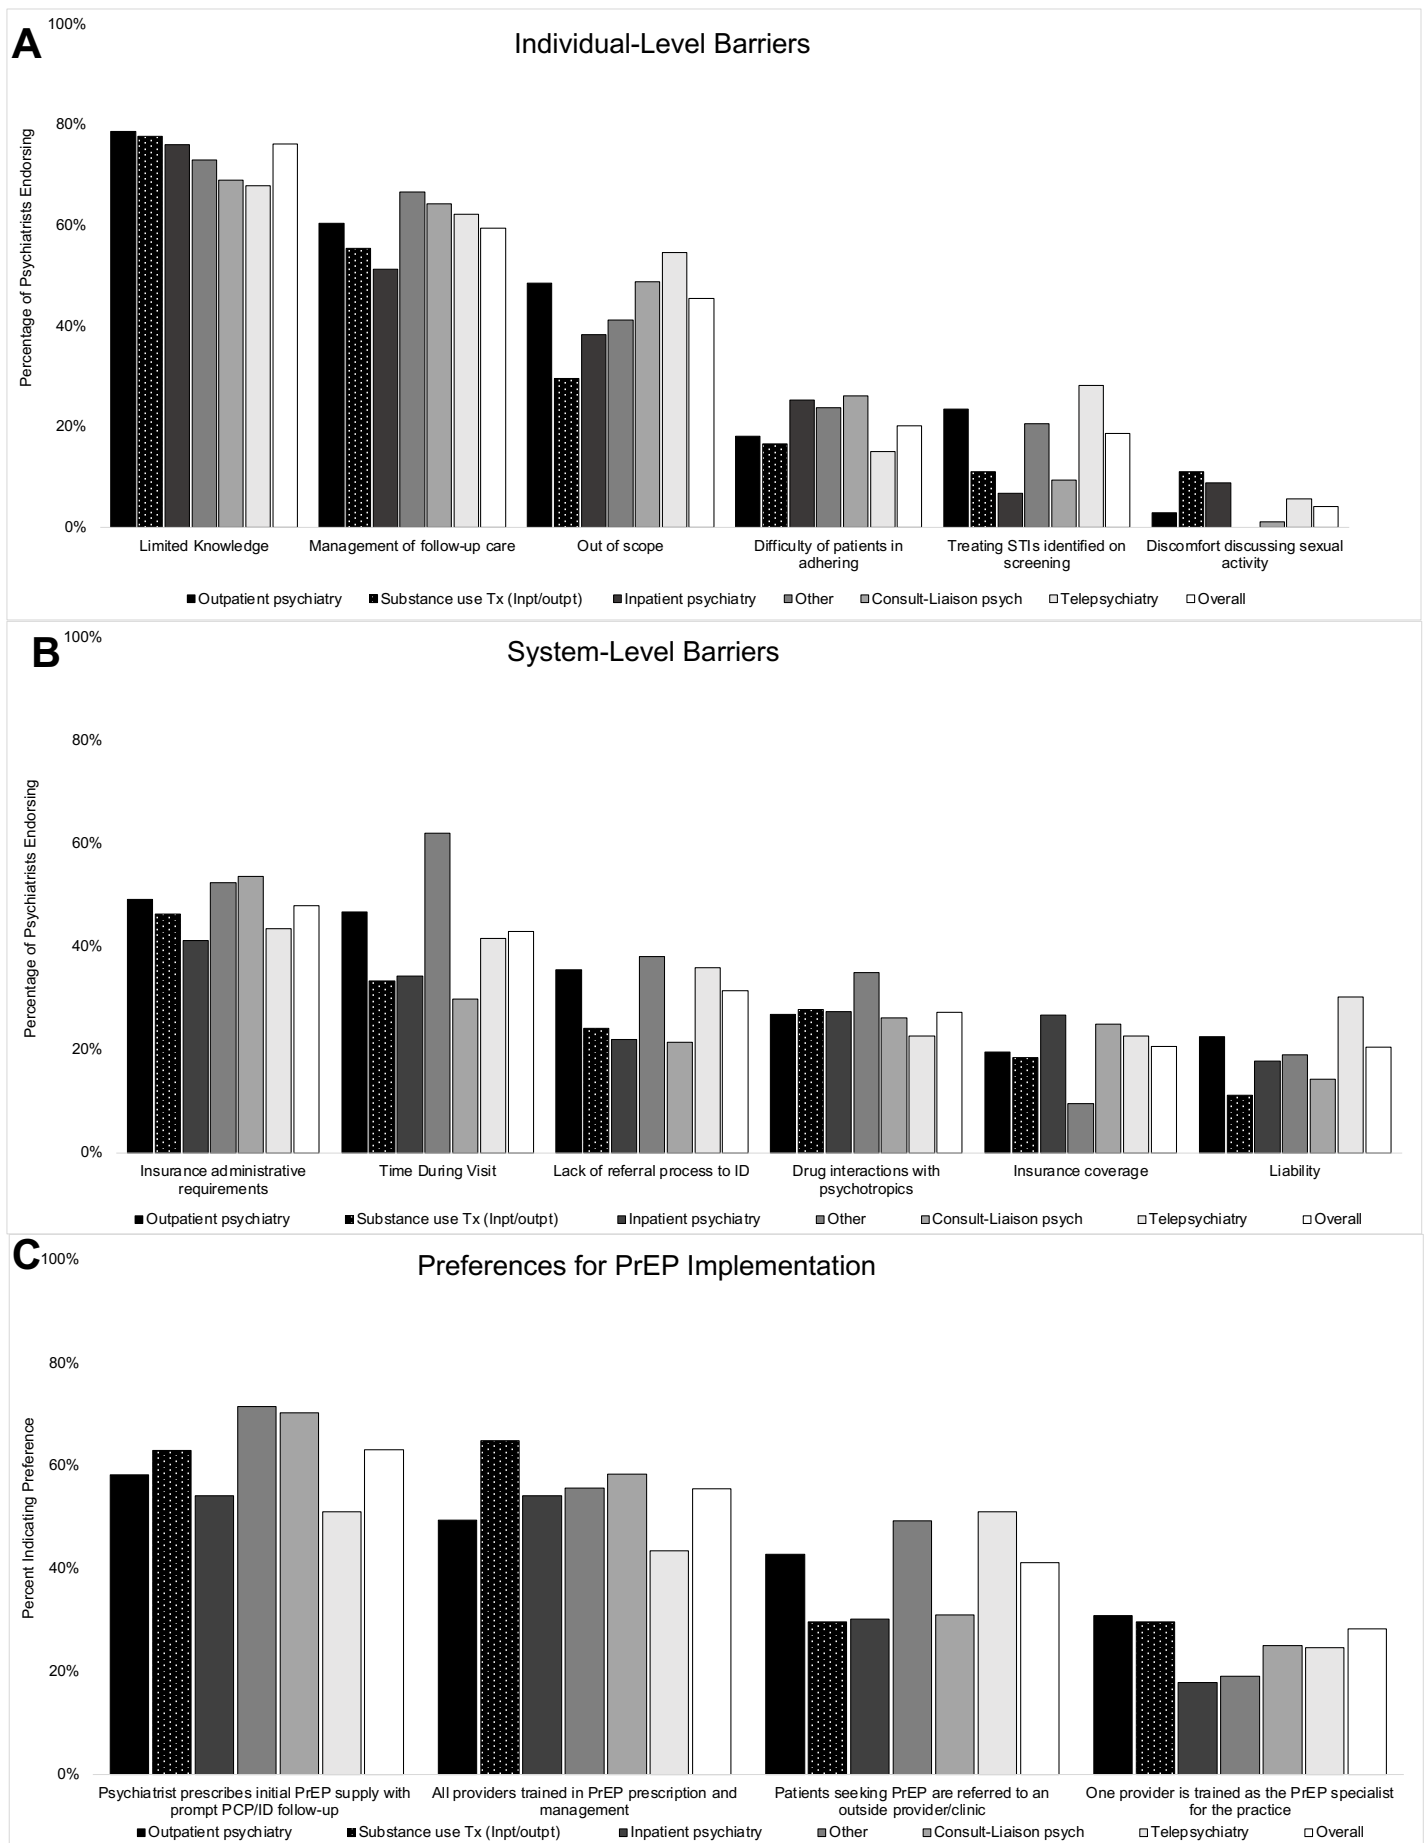 A
Individual-Level Barriers
Percentage of Psychiatrists Endorsing
100%
80%
60%
40%
20%
0%
Limited Knowledge
Management of follow-up care
Out of scope
Difficulty of patients in
adhering
Treating STIs identified on
screening
Discomfort discussing sexual
activity
Outpatient psychiatry Substance use Tx (Inpt/outpt) Inpatient psychiatry Other Consult-Liaison psych Telepsychiatry Overall
B
System-Level Barriers
Percentage of Psychiatrists Endorsing
100%
80%
60%
40%
20%
0%
Insurance administrative
requirements
Time During Visit
Lack of referral process to ID
Drug interactions with
psychotropics
Insurance coverage
Liability
Outpatient psychiatry Substance use Tx (Inpt/outpt) Inpatient psychiatry Other Consult-Liaison psych Telepsychiatry Overall
C
Preferences for PrEP Implementation
Percent Indicating Preference
100%
80%
60%
40%
20%
0%
Psychiatrist prescribes initial PrEP supply with
prompt PCP/ID follow-up
All providers trained in PrEP prescription and
management
Patients seeking PrEP are referred to an
outside provider/clinic
One provider is trained as the PrEP specialist
for the practice
Outpatient psychiatry Substance use Tx (Inpt/outpt) Inpatient psychiatry Other Consult-Liaison psych Telepsychiatry Overall